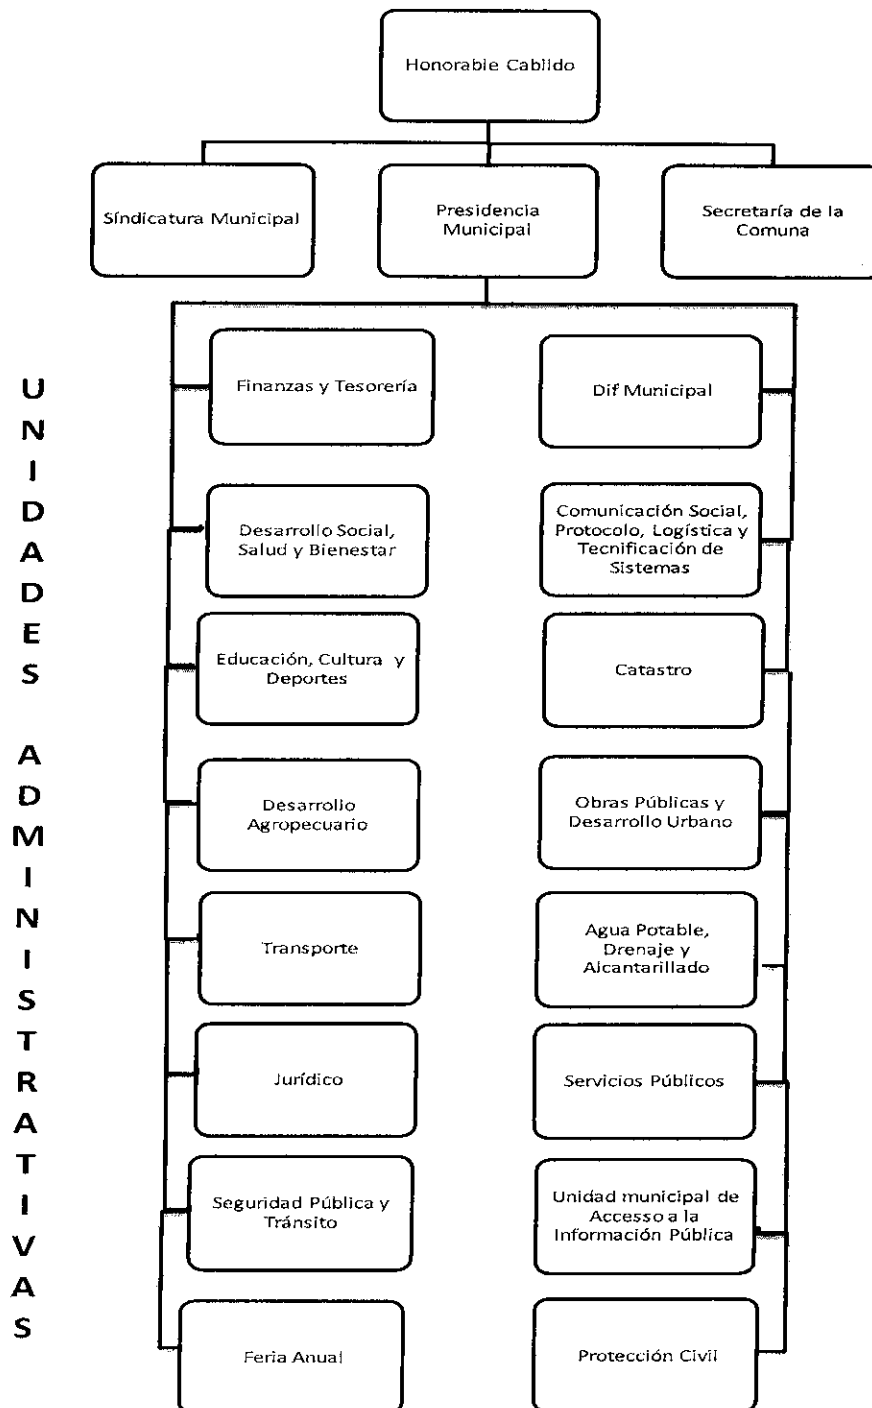 Honorable Cabildo
Síndicatura Municipal
Presidencia
Municipal
Secretaría de la
Comuna
UNIDADES ADMINISTRATIVAS
Finanzas y Tesorería
Dif Municipal
Desarrollo Social,
Salud y Bienestar
Comunicación Social,
Protocolo, Logística y
Tecnificación de
Sistemas
Educación, Cultura y
Deportes
Catastro
Desarrollo
Agropecuario
Obras Públicas y
Desarrollo Urbano
Transporte
Agua Potable,
Drenaje y
Alcantarillado
Jurídico
Servicios Públicos
Seguridad Pública y
Tránsito
Unidad municipal de
Accesso a la
Información Pública
Feria Anual
Protección Civil